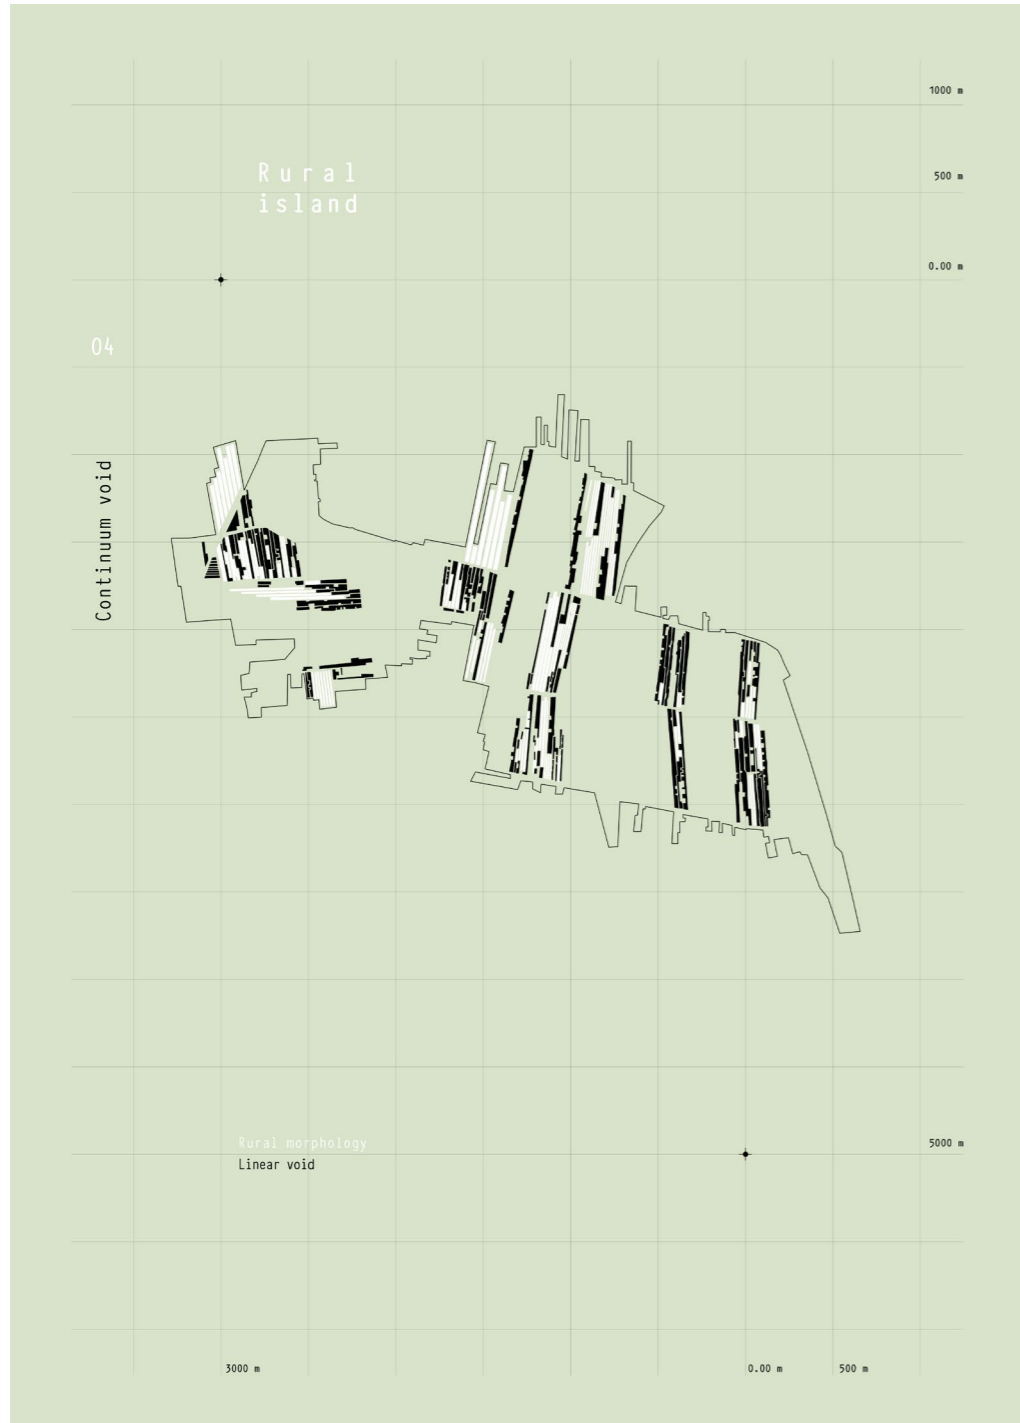 1000 m
Rural
island
500 m
0.00 m
04
Continuum void
Rural morphology
Linear void
5000 m
3000 m
0.00 m
500 m